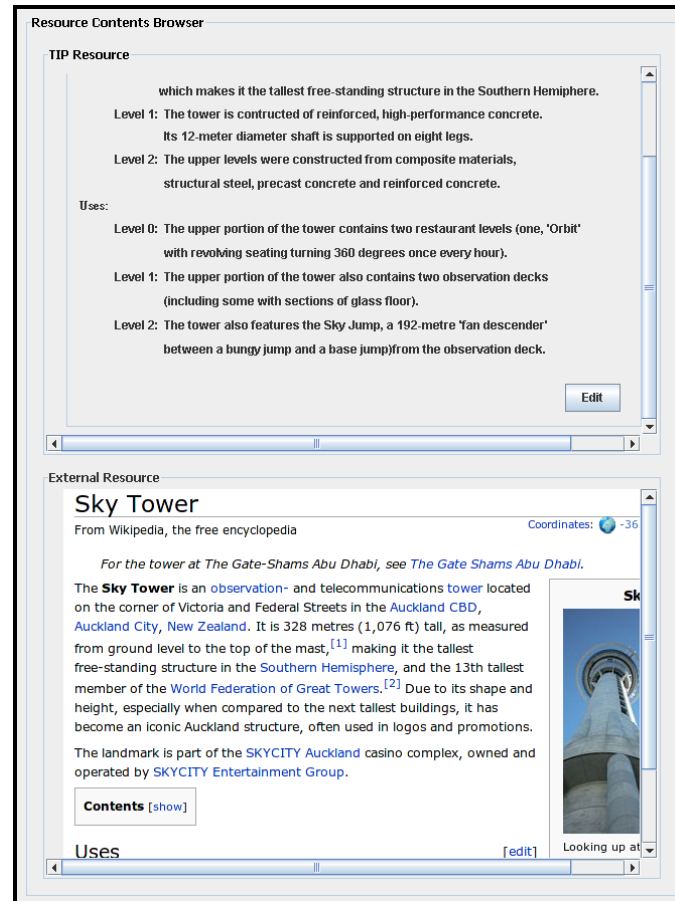 Resource Contents Browser
TIP Resource
which makes it the tallest free-standing structure in the Southern Hemiphere.
Level 1: The tower is contructed of reinforced, high-performance concrete.
Its 12-meter diameter shaft is supported on eight legs.
Level 2: The upper levels were constructed from composite materials,
structural steel, precast concrete and reinforced concrete.
Uses:
Level 0: The upper portion of the tower contains two restaurant levels (one, 'Orbit'
with revolving seating turning 360 degrees once every hour).
Level 1: The upper portion of the tower also contains two observation decks
(including some with sections of glass floor).
Level 2: The tower also features the Sky Jump, a 192-metre 'fan descender'
between a bungy jump and a base jump)from the observation deck.
Edit
External Resource
Sky Tower
From Wikipedia, the free encyclopedia
Coordinates: -36
For the tower at The Gate-Shams Abu Dhabi, see The Gate Shams Abu Dhabi.
The Sky Tower is an observation- and telecommunications tower located
on the corner of Victoria and Federal Streets in the Auckland CBD,
Auckland City, New Zealand. It is 328 metres (1,076 ft) tall, as measured
from ground level to the top of the mast,[1] making it the tallest
free-standing structure in the Southern Hemisphere, and the 13th tallest
member of the World Federation of Great Towers.[2] Due to its shape and
height, especially when compared to the next tallest buildings, it has
become an iconic Auckland structure, often used in logos and promotions.
The landmark is part of the SKYCITY Auckland casino complex, owned and
operated by SKYCITY Entertainment Group.
Contents [show]
Uses
[edit]
Sk
Looking up at